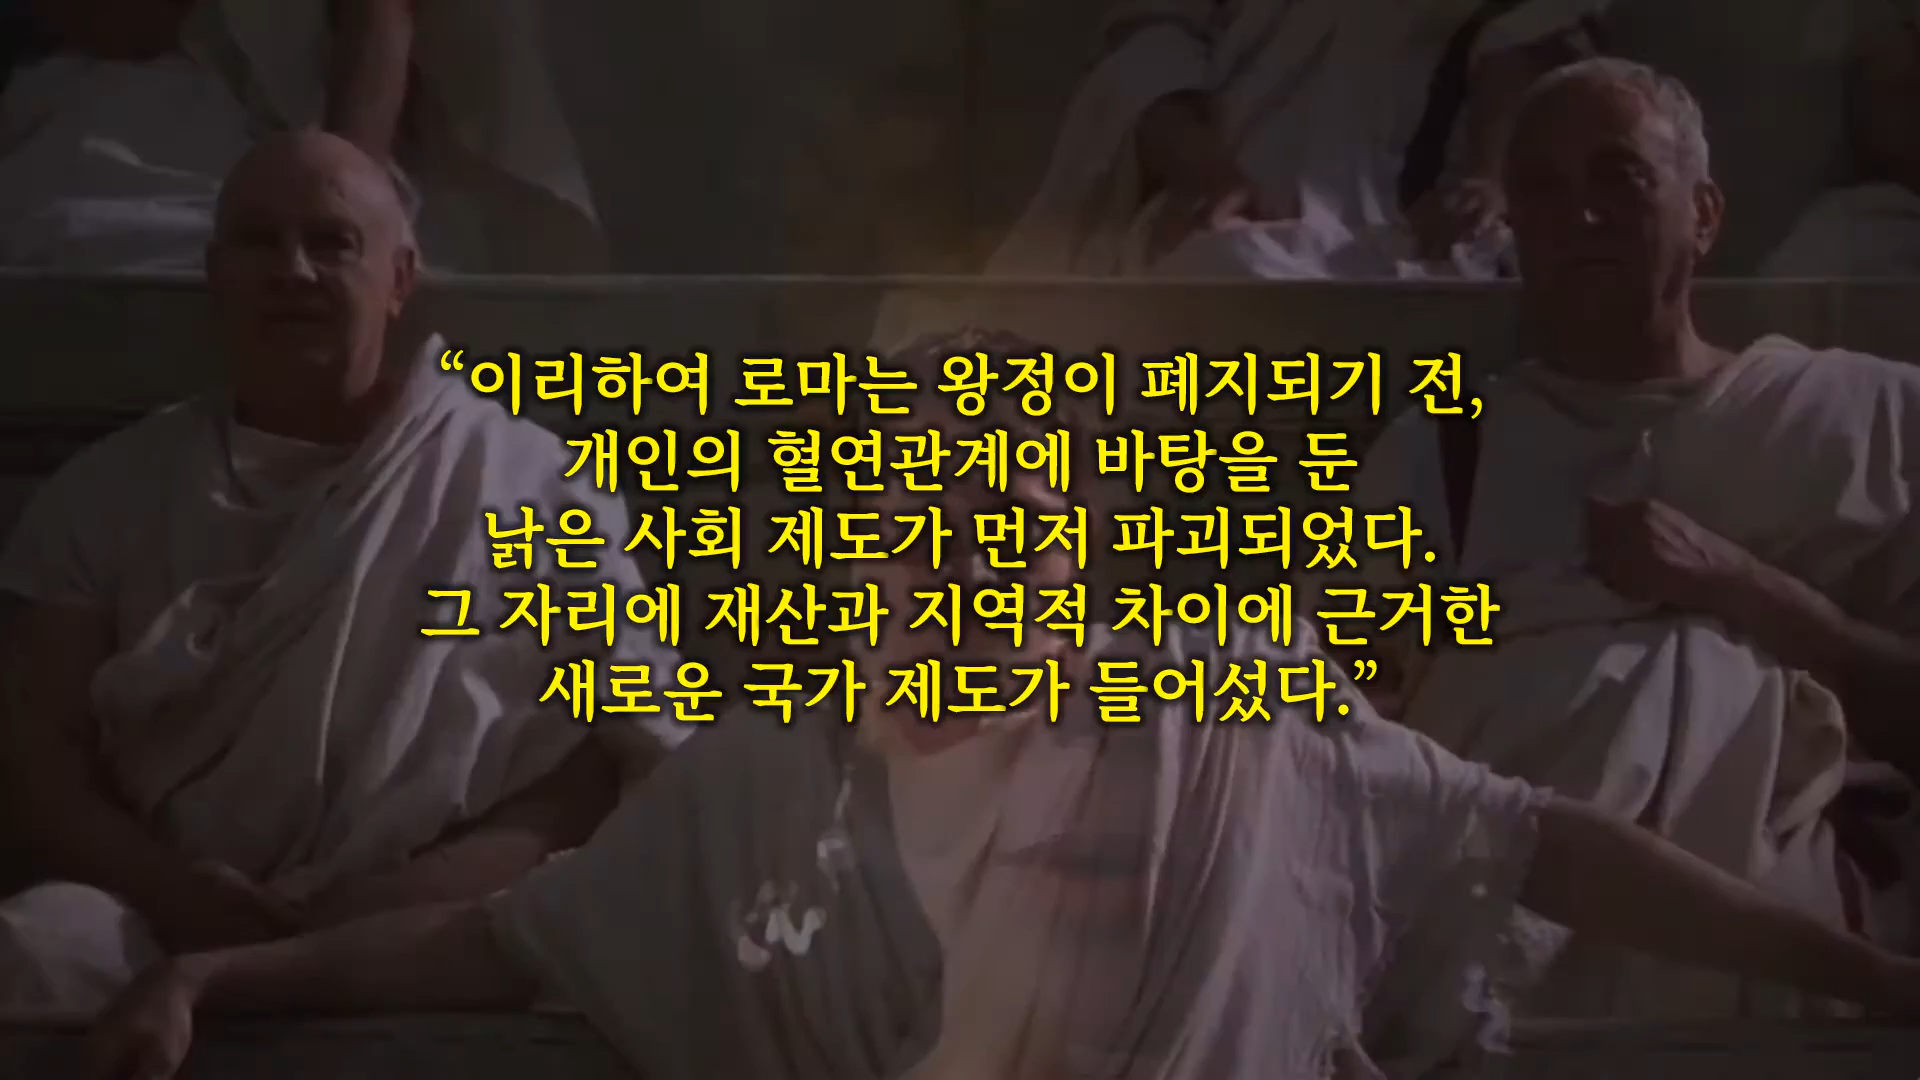 “이리하여 로마는 왕정이 폐지되기 전,
개인의 혈연관계에 바탕을 둔
낡은 사회 제도가 먼저 파괴되었다.
그 자리에 재산과 지역적 차이에 근거한
새로운 국가 제도가 들어섰다.”